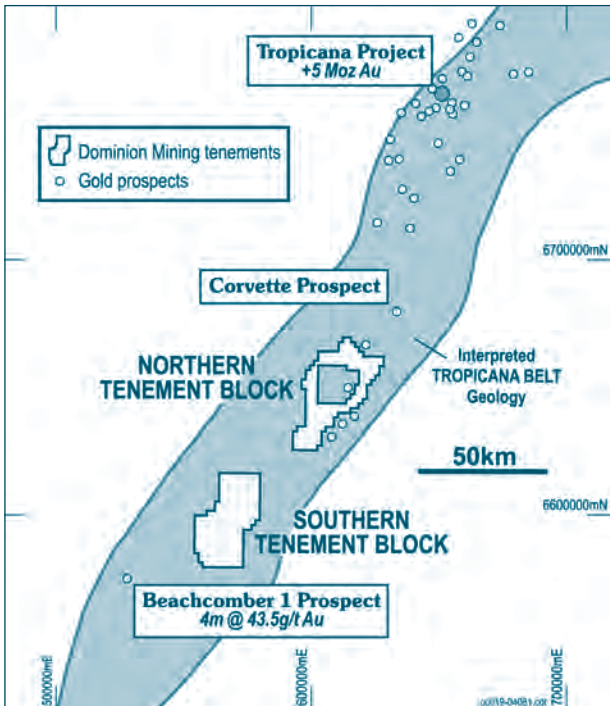 Tropicana Project
+5 Moz Au
Dominion Mining tenements
Gold prospects
6700000mN
Corvette Prospect
NORTHERN
TENEMENT BLOCK
Interpreted
TROPICANA BELT
Geology
50km
6600000mN
SOUTHERN
TENEMENT BLOCK
Beachcomber 1 Prospect
4m @ 43.5g/t Au
500000mE
600000mE
700000mE